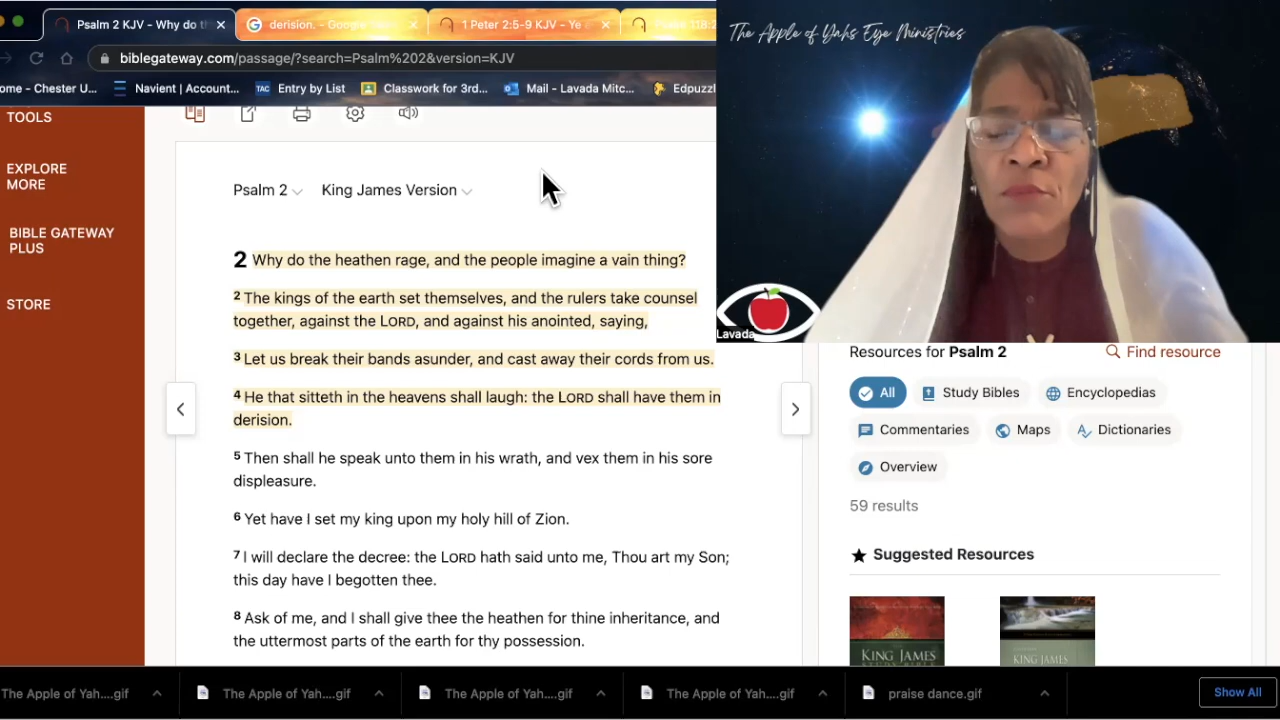 Psalm 2 KJV - Why do t
derision. - Goog
1 Peter 2:5-9 KJV - Ye
biblegateway.com/passage/?search=Psalm%202&version=KJV
ome - Chester U...
Navient | Account...
Entry by List
Classwork for 3rd...
Mail - Lavada Mitc...
Edpuzzl
The Apple of Yahs Eye Ministries
Lavada
TOOLS
EXPLORE
MORE
BIBLE GATEWAY
PLUS
STORE
Psalm 2
King James Version
2 Why do the heathen rage, and the people imagine a vain thing?
2 The kings of the earth set themselves, and the rulers take counsel
together, against the LORD, and against his anointed, saying,
3 Let us break their bands asunder, and cast away their cords from us.
4 He that sitteth in the heavens shall laugh: the LORD shall have them in
derision.
5 Then shall he speak unto them in his wrath, and vex them in his sore
displeasure.
6 Yet have I set my king upon my holy hill of Zion.
7 I will declare the decree: the LORD hath said unto me, Thou art my Son;
this day have I begotten thee.
8 Ask of me, and I shall give thee the heathen for thine inheritance, and
the uttermost parts of the earth for thy possession.
Resources for Psalm 2
Find resource
All
Study Bibles
Encyclopedias
Commentaries
Maps
Dictionaries
Overview
59 results
Suggested Resources
KING JAMES
KING JAMES
The Apple of Yah....gif
The Apple of Yah....gif
The Apple of Yah....gif
The Apple of Yah....gif
praise dance.gif
Show All